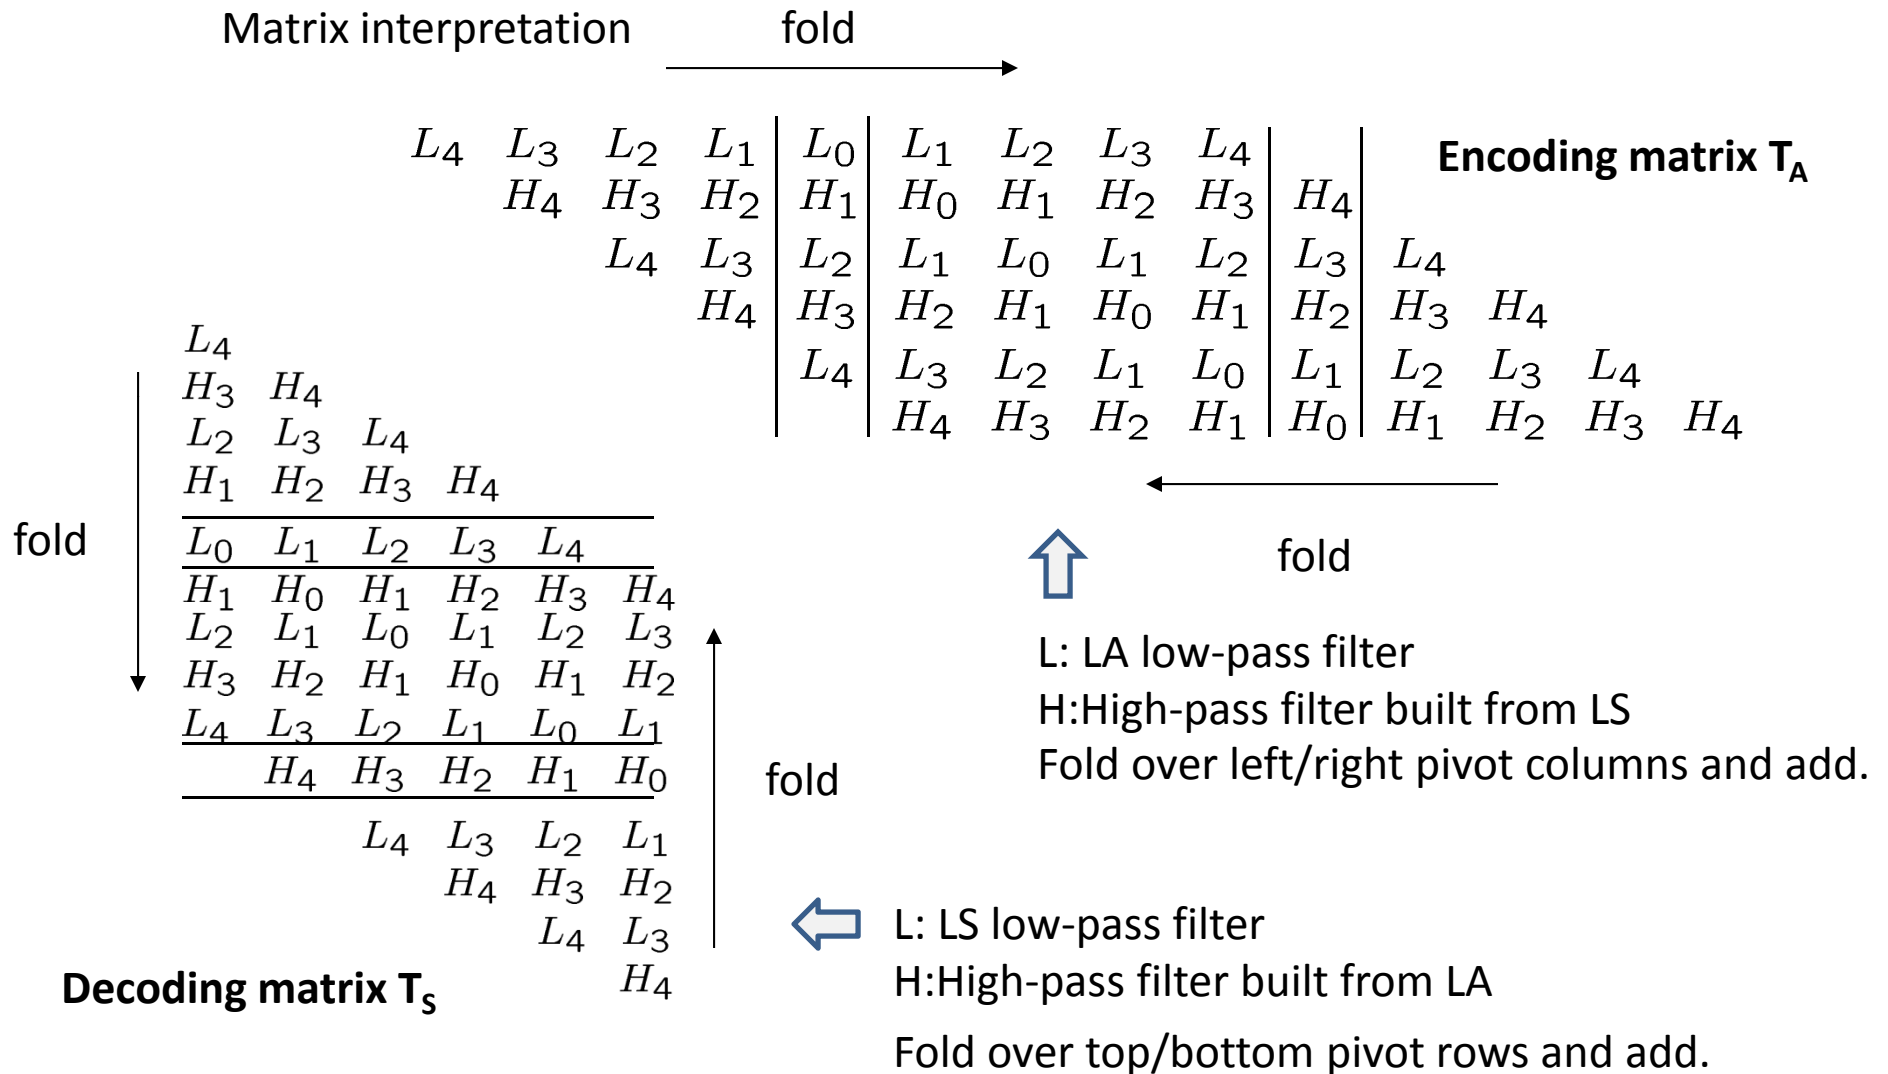 Matrix interpretation fold
L₄ L₃ L₂ L₁ L₀ L₁ L₂ L₃ L₄
H₄ H₃ H₂ H₁ H₀ H₁ H₂ H₃ H₄
L₄ L₃ L₂ L₁ L₀ L₁ L₂ L₃ L₄
H₄ H₃ H₂ H₁ H₀ H₁ H₂ H₃ H₄
L₄ L₃ L₂ L₁ L₀ L₁ L₂ L₃ L₄
H₄ H₃ H₂ H₁ H₀ H₁ H₂ H₃ H₄
Encoding matrix T_A
fold
L: LA low-pass filter
H:High-pass filter built from LS
Fold over left/right pivot columns and add.
fold
L₄
H₃ H₄
L₂ L₃ L₄
H₁ H₂ H₃ H₄
L₀ L₁ L₂ L₃ L₄
H₁ H₀ H₁ H₂ H₃ H₄
L₂ L₁ L₀ L₁ L₂ L₃
H₃ H₂ H₁ H₀ H₁ H₂
L₄ L₃ L₂ L₁ L₀ L₁
H₄ H₃ H₂ H₁ H₀
L₄ L₃ L₂ L₁
H₄ H₃ H₂
L₄ L₃
H₄
fold
Decoding matrix T_S
L: LS low-pass filter
H:High-pass filter built from LA
Fold over top/bottom pivot rows and add.